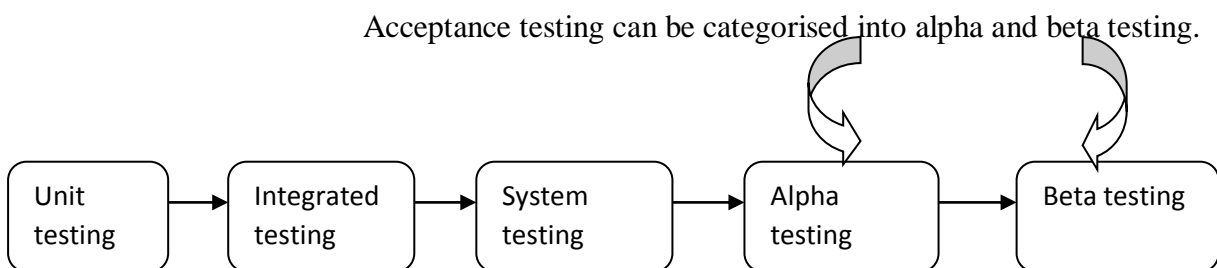 Acceptance testing can be categorised into alpha and beta testing.
Unit
testing
Integrated
testing
System
testing
Alpha
testing
Beta testing